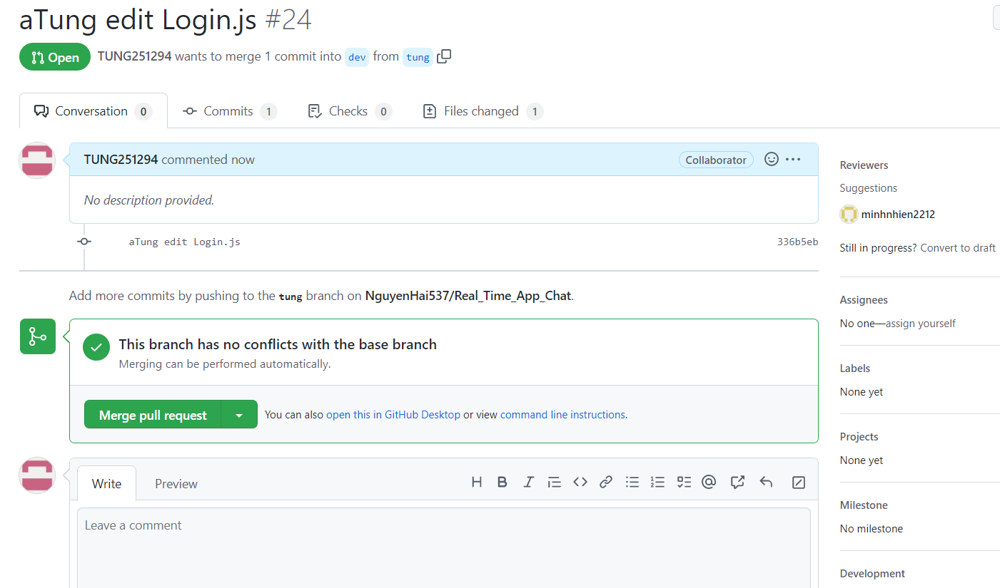 aTung edit Login.js #24
Open TUNG251294 wants to merge 1 commit into dev from tung
Conversation 0 Commits 1 Checks 0 Files changed 1
TUNG251294 commented now Collaborator
No description provided.
aTung edit Login.js 336b5eb
Add more commits by pushing to the tung branch on NguyenHai537/Real_Time_App_Chat.
This branch has no conflicts with the base branch
Merging can be performed automatically.
Merge pull request You can also open this in GitHub Desktop or view command line instructions.
Write Preview
Leave a comment
Reviewers
Suggestions
minhnhien2212
Still in progress? Convert to draft
Assignees
No one—assign yourself
Labels
None yet
Projects
None yet
Milestone
No milestone
Development